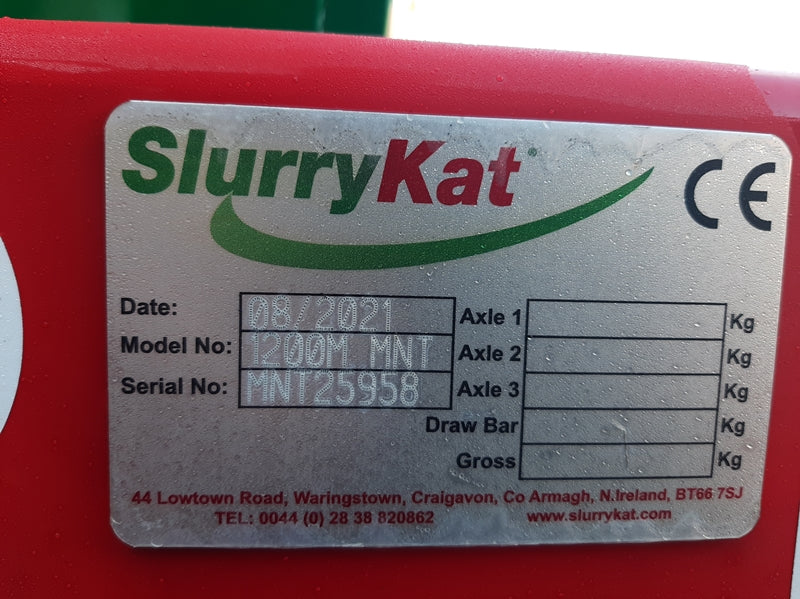 SlurryKat
CE
Date: 08/2021
Model No: 1200M MNT
Serial No: MNT25958
Axle 1 Kg
Axle 2 Kg
Axle 3 Kg
Draw Bar Kg
Gross Kg
44 Lowtown Road, Waringstown, Craigavon, Co Armagh, N.Ireland, BT66 7SJ
TEL: 0044 (0) 28 38 820862 www.slurrykat.com